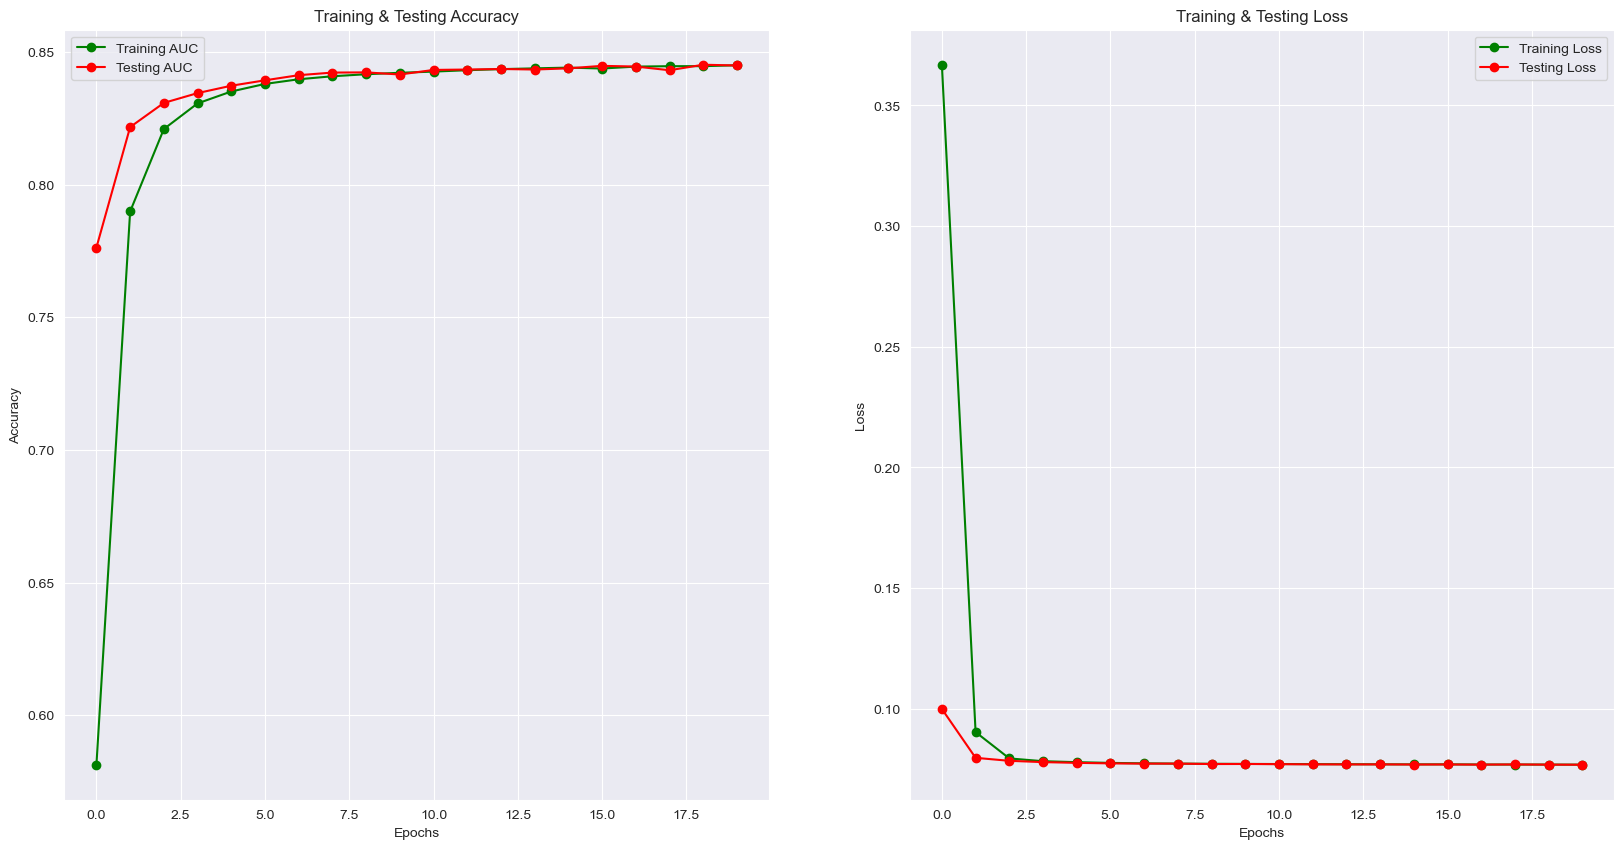 Training & Testing Accuracy
Training AUC
Testing AUC
0.85
0.80
0.75
0.70
0.65
0.60
Accuracy
0.0 2.5 5.0 7.5 10.0 12.5 15.0 17.5
Epochs
Training & Testing Loss
Training Loss
Testing Loss
0.35
0.30
0.25
0.20
0.15
0.10
Loss
0.0 2.5 5.0 7.5 10.0 12.5 15.0 17.5
Epochs